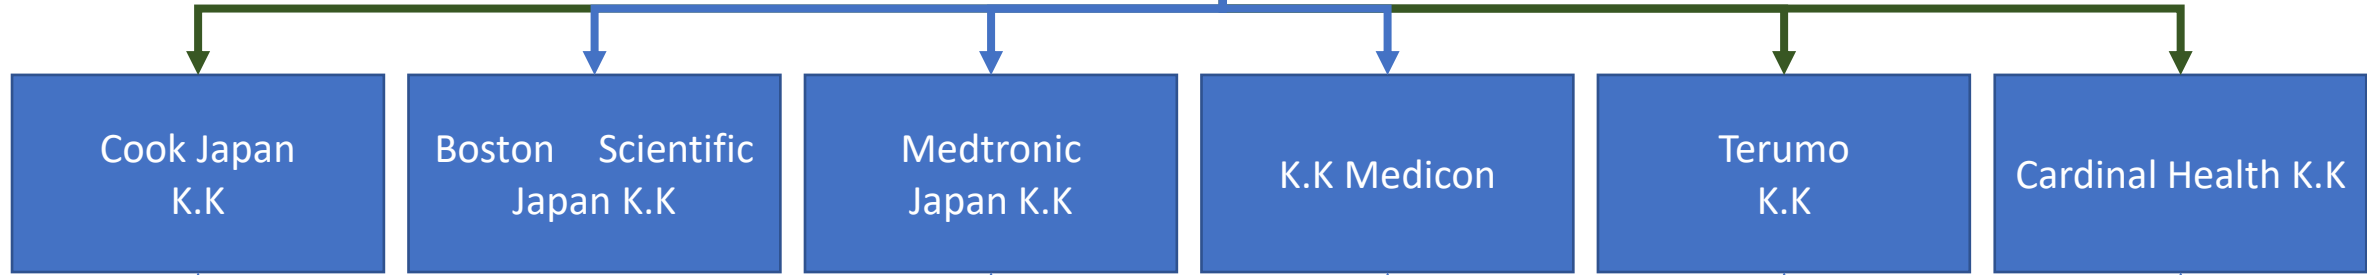 Cook Japan
K.K
Boston Scientific
Japan K.K
Medtronic
Japan K.K
K.K Medicon
Terumo
K.K
Cardinal Health K.K